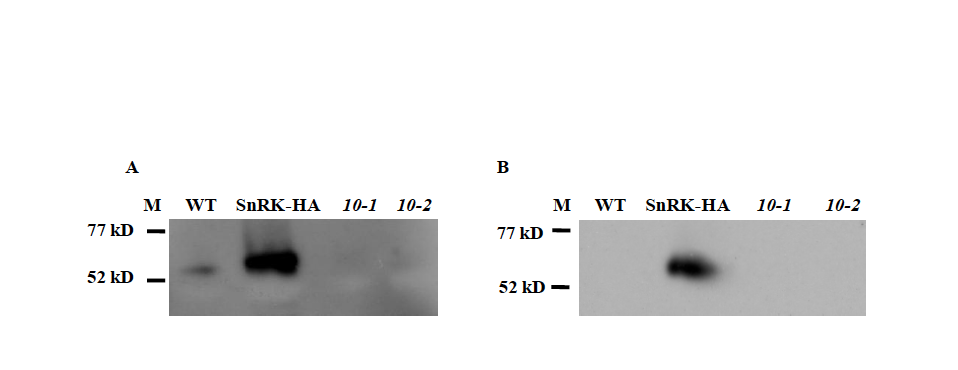 A
M WT SnRK-HA 10-1 10-2
77 kD
52 kD
B
M WT SnRK-HA 10-1 10-2
77 kD
52 kD